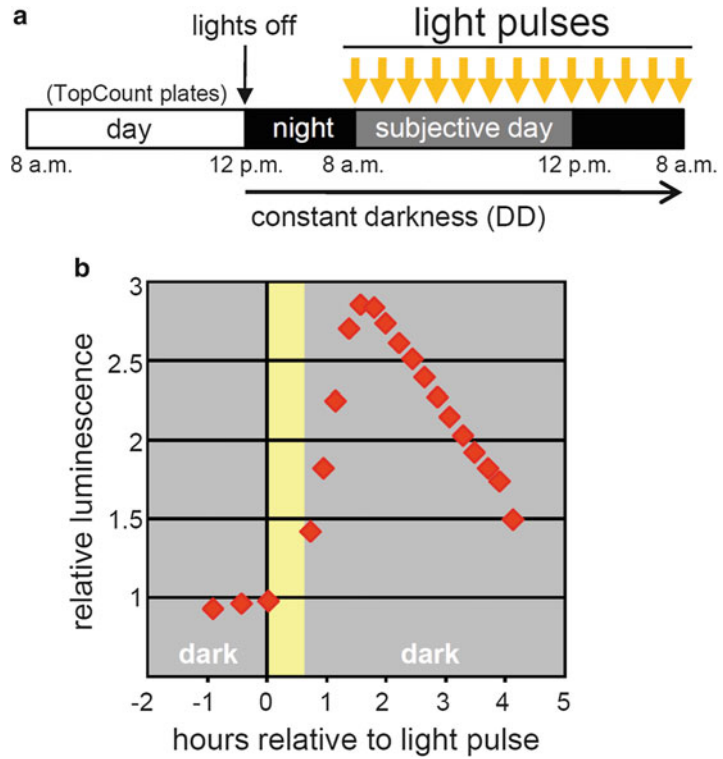 a
lights off
light pulses
(TopCount plates)
day
night
subjective day
8 a.m.
12 p.m.
8 a.m.
12 p.m.
8 a.m.
constant darkness (DD)
b
3
2.5
2
1.5
1
relative luminescence
dark
dark
-2 -1 0 1 2 3 4 5
hours relative to light pulse